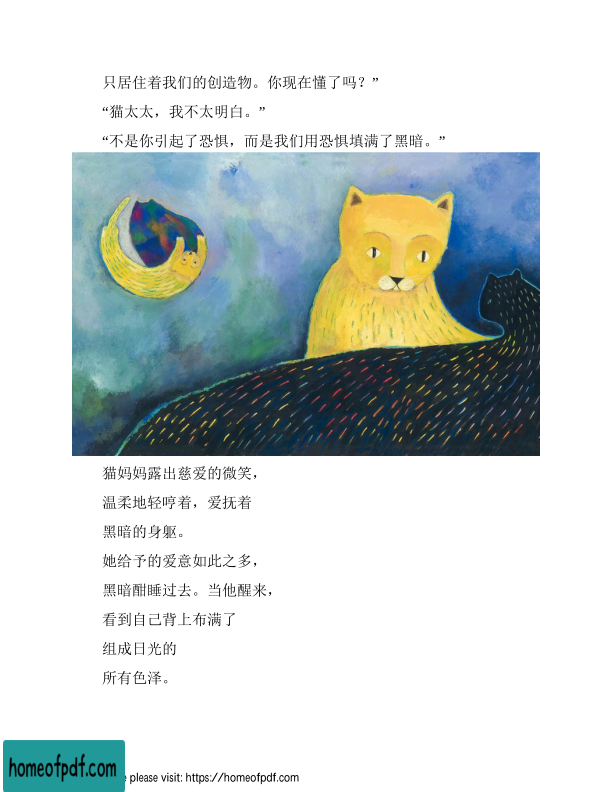 只居住着我们的创造物。你现在懂了吗？”
“猫太太，我不太明白。”
“不是你引起了恐惧，而是我们用恐惧填满了黑暗。”
猫妈妈露出慈爱的微笑，
温柔地轻哼着，爱抚着
黑暗的身躯。
她给予的爱意如此之多，
黑暗酣睡过去。当他醒来，
看到自己背上布满了
组成日光的
所有色泽。
homeofpdf.com
e please visit: https://homeofpdf.com